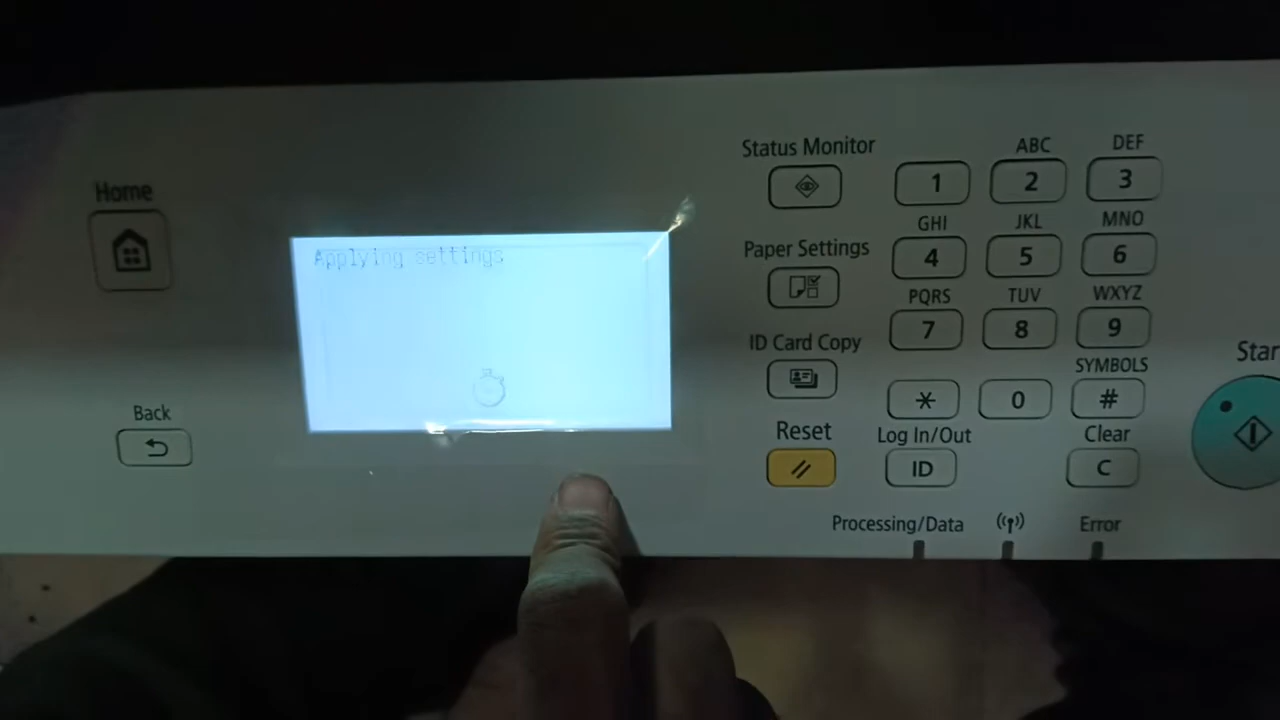 Home
Applying settings
Back
Status Monitor
Paper Settings
ID Card Copy
Reset
ABC
DEF
1
2
3
GHI
JKL
MNO
4
5
6
PQRS
TUV
WXYZ
7
8
9
SYMBOLS
*
0
#
Log In/Out
Clear
ID
C
Processing/Data
Error
Star